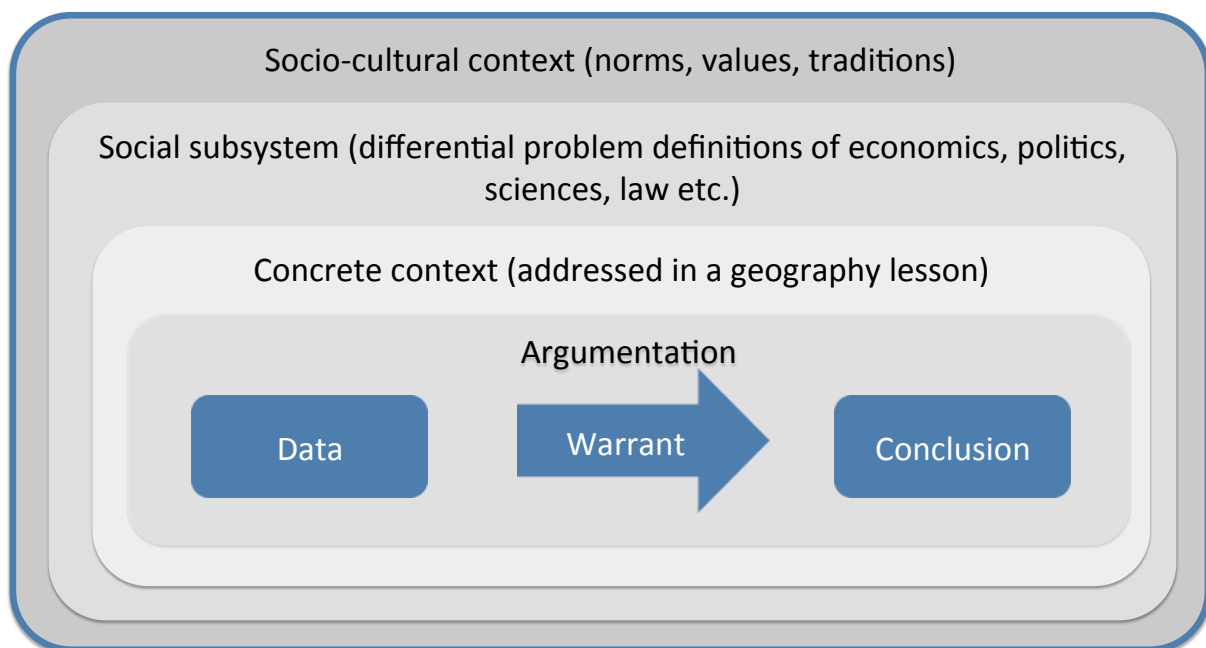 Socio-cultural context (norms, values, traditions)
Social subsystem (differential problem definitions of economics, politics,
sciences, law etc.)
Concrete context (addressed in a geography lesson)
Argumentation
Data
Warrant
Conclusion